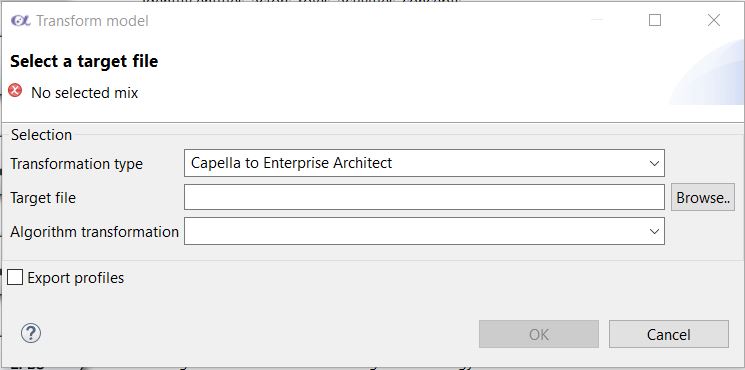 Transform model
Select a target file
No selected mix
Selection
Transformation type Capella to Enterprise Architect
Target file Browse..
Algorithm transformation
Export profiles
OK Cancel